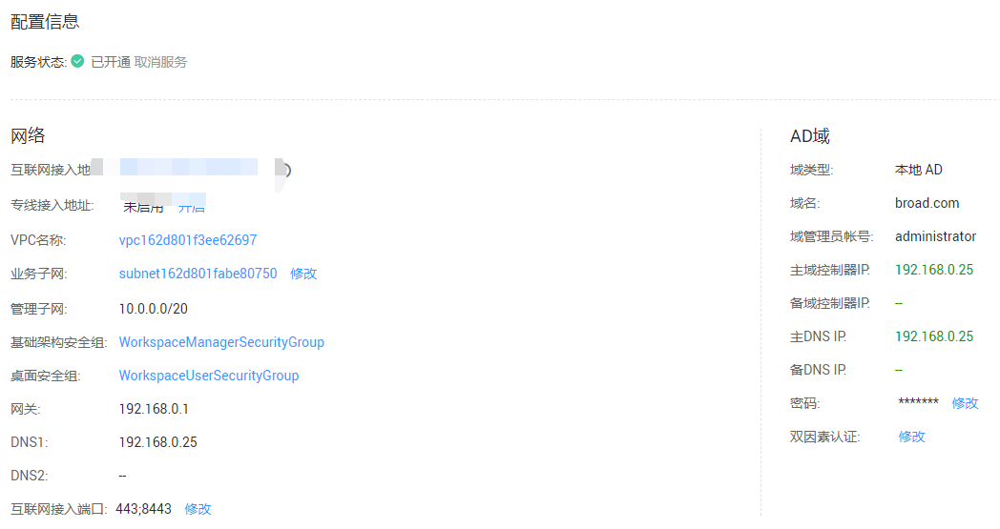 配置信息
服务状态: 已开通 取消服务
网络
互联网接入地
专线接入地址: 未启用 开启
VPC名称: vpc162d801f3ee62697
业务子网: subnet162d801fabe80750 修改
管理子网: 10.0.0.0/20
基础架构安全组: WorkspaceManagerSecurityGroup
桌面安全组: WorkspaceUserSecurityGroup
网关: 192.168.0.1
DNS1: 192.168.0.25
DNS2: --
互联网接入端口: 443;8443 修改
AD域
域类型: 本地 AD
域名: broad.com
域管理员帐号: administrator
主域控制器IP: 192.168.0.25
备域控制器IP: --
主DNS IP: 192.168.0.25
备DNS IP: --
密码: ******* 修改
双因素认证: 修改